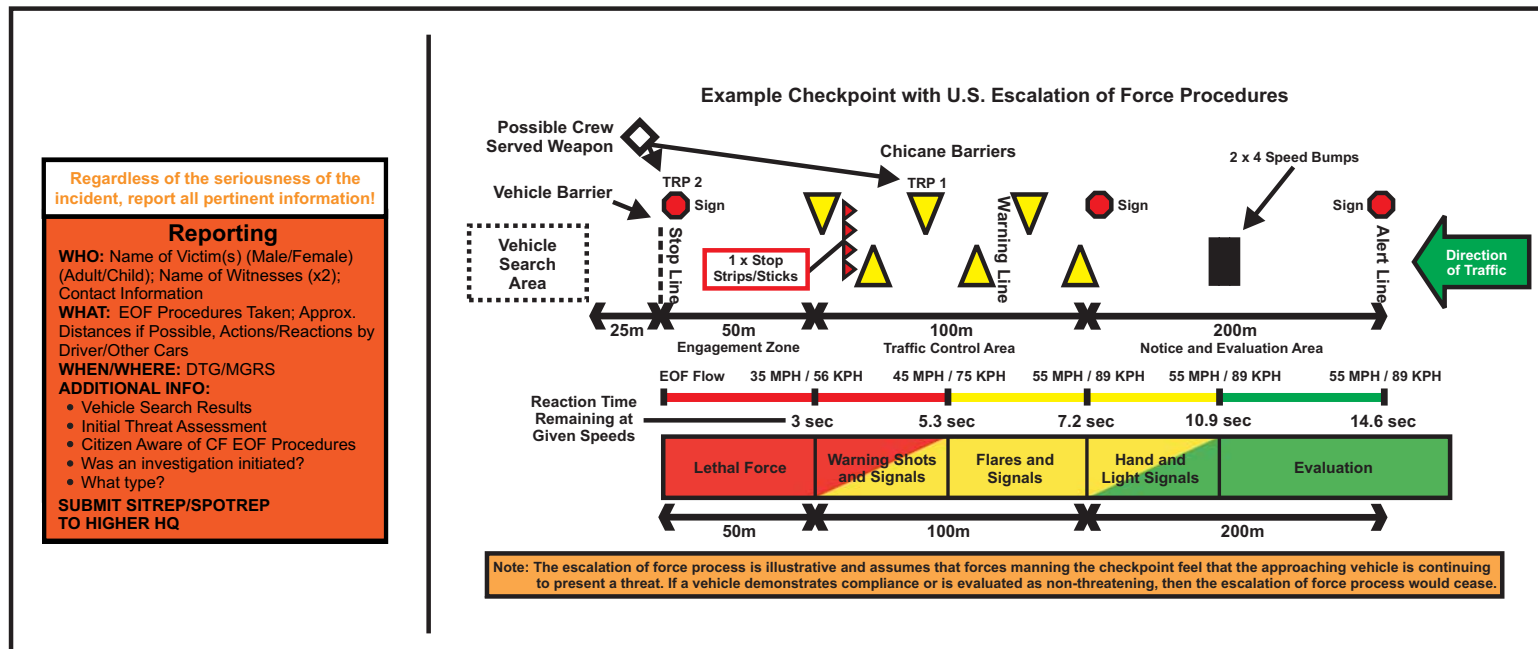 Regardless of the seriousness of the
incident, report all pertinent information!
Reporting
WHO: Name of Victim(s) (Male/Female)
(Adult/Child); Name of Witnesses (x2);
Contact Information
WHAT: EOF Procedures Taken; Approx.
Distances if Possible, Actions/Reactions by
Driver/Other Cars
WHEN/WHERE: DTG/MGRS
ADDITIONAL INFO:
• Vehicle Search Results
• Initial Threat Assessment
• Citizen Aware of CF EOF Procedures
• Was an investigation initiated?
• What type?
SUBMIT SITREP/SPOTREP
TO HIGHER HQ
Example Checkpoint with U.S. Escalation of Force Procedures
Possible Crew
Served Weapon
Chicane Barriers
2 x 4 Speed Bumps
Vehicle Barrier
TRP 2
TRP 1
Sign
Sign
Sign
Vehicle
Search
Area
Stop Line
1 x Stop
Strips/Sticks
Warning Line
Alert Line
Direction
of Traffic
25m
50m
100m
200m
Engagement Zone
Traffic Control Area
Notice and Evaluation Area
EOF Flow
35 MPH / 56 KPH
45 MPH / 75 KPH
55 MPH / 89 KPH
55 MPH / 89 KPH
55 MPH / 89 KPH
Reaction Time
Remaining at
Given Speeds
3 sec
5.3 sec
7.2 sec
10.9 sec
14.6 sec
Lethal Force
Warning Shots
and Signals
Flares and
Signals
Hand and
Light Signals
Evaluation
50m
100m
200m
Note: The escalation of force process is illustrative and assumes that forces manning the checkpoint feel that the approaching vehicle is continuing
to present a threat. If a vehicle demonstrates compliance or is evaluated as non-threatening, then the escalation of force process would cease.